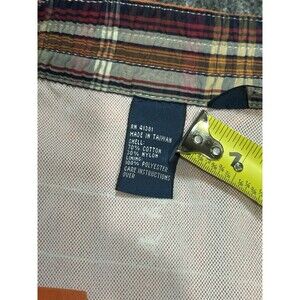 RN 41381
MADE IN TAIWAN
SHELL:
70% COTTON
30% NYLON
LINING:
100% POLYESTER
CARE INSTRUCTIONS
OVER
2